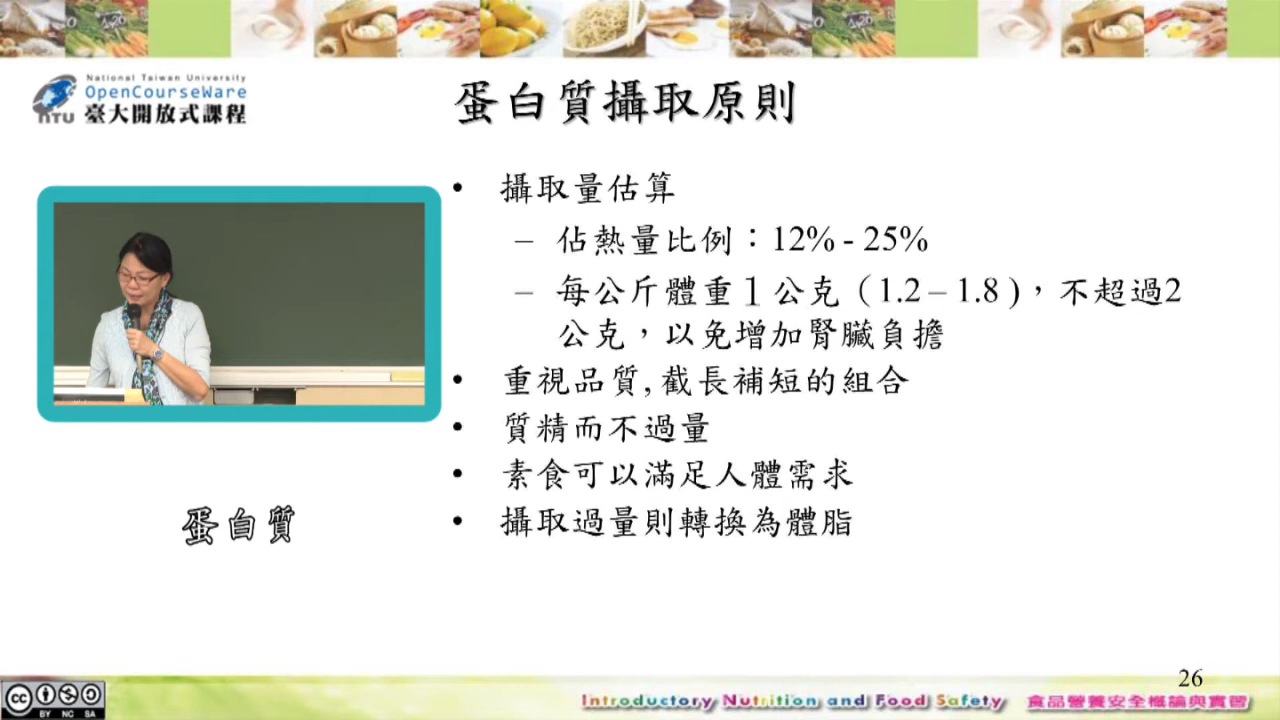 National Taiwan University
OpenCourseWare
NTU 臺大開放式課程
蛋白質攝取原則
• 攝取量估算
– 佔熱量比例：12% - 25%
– 每公斤體重1 公克（1.2 – 1.8 )，不超過2
公克，以免增加腎臟負擔
• 重視品質, 截長補短的組合
• 質精而不過量
• 素食可以滿足人體需求
• 攝取過量則轉換為體脂
蛋白質
26
cc BY NC SA
Introductory Nutrition and Food Safety 食品營養安全概論與實習